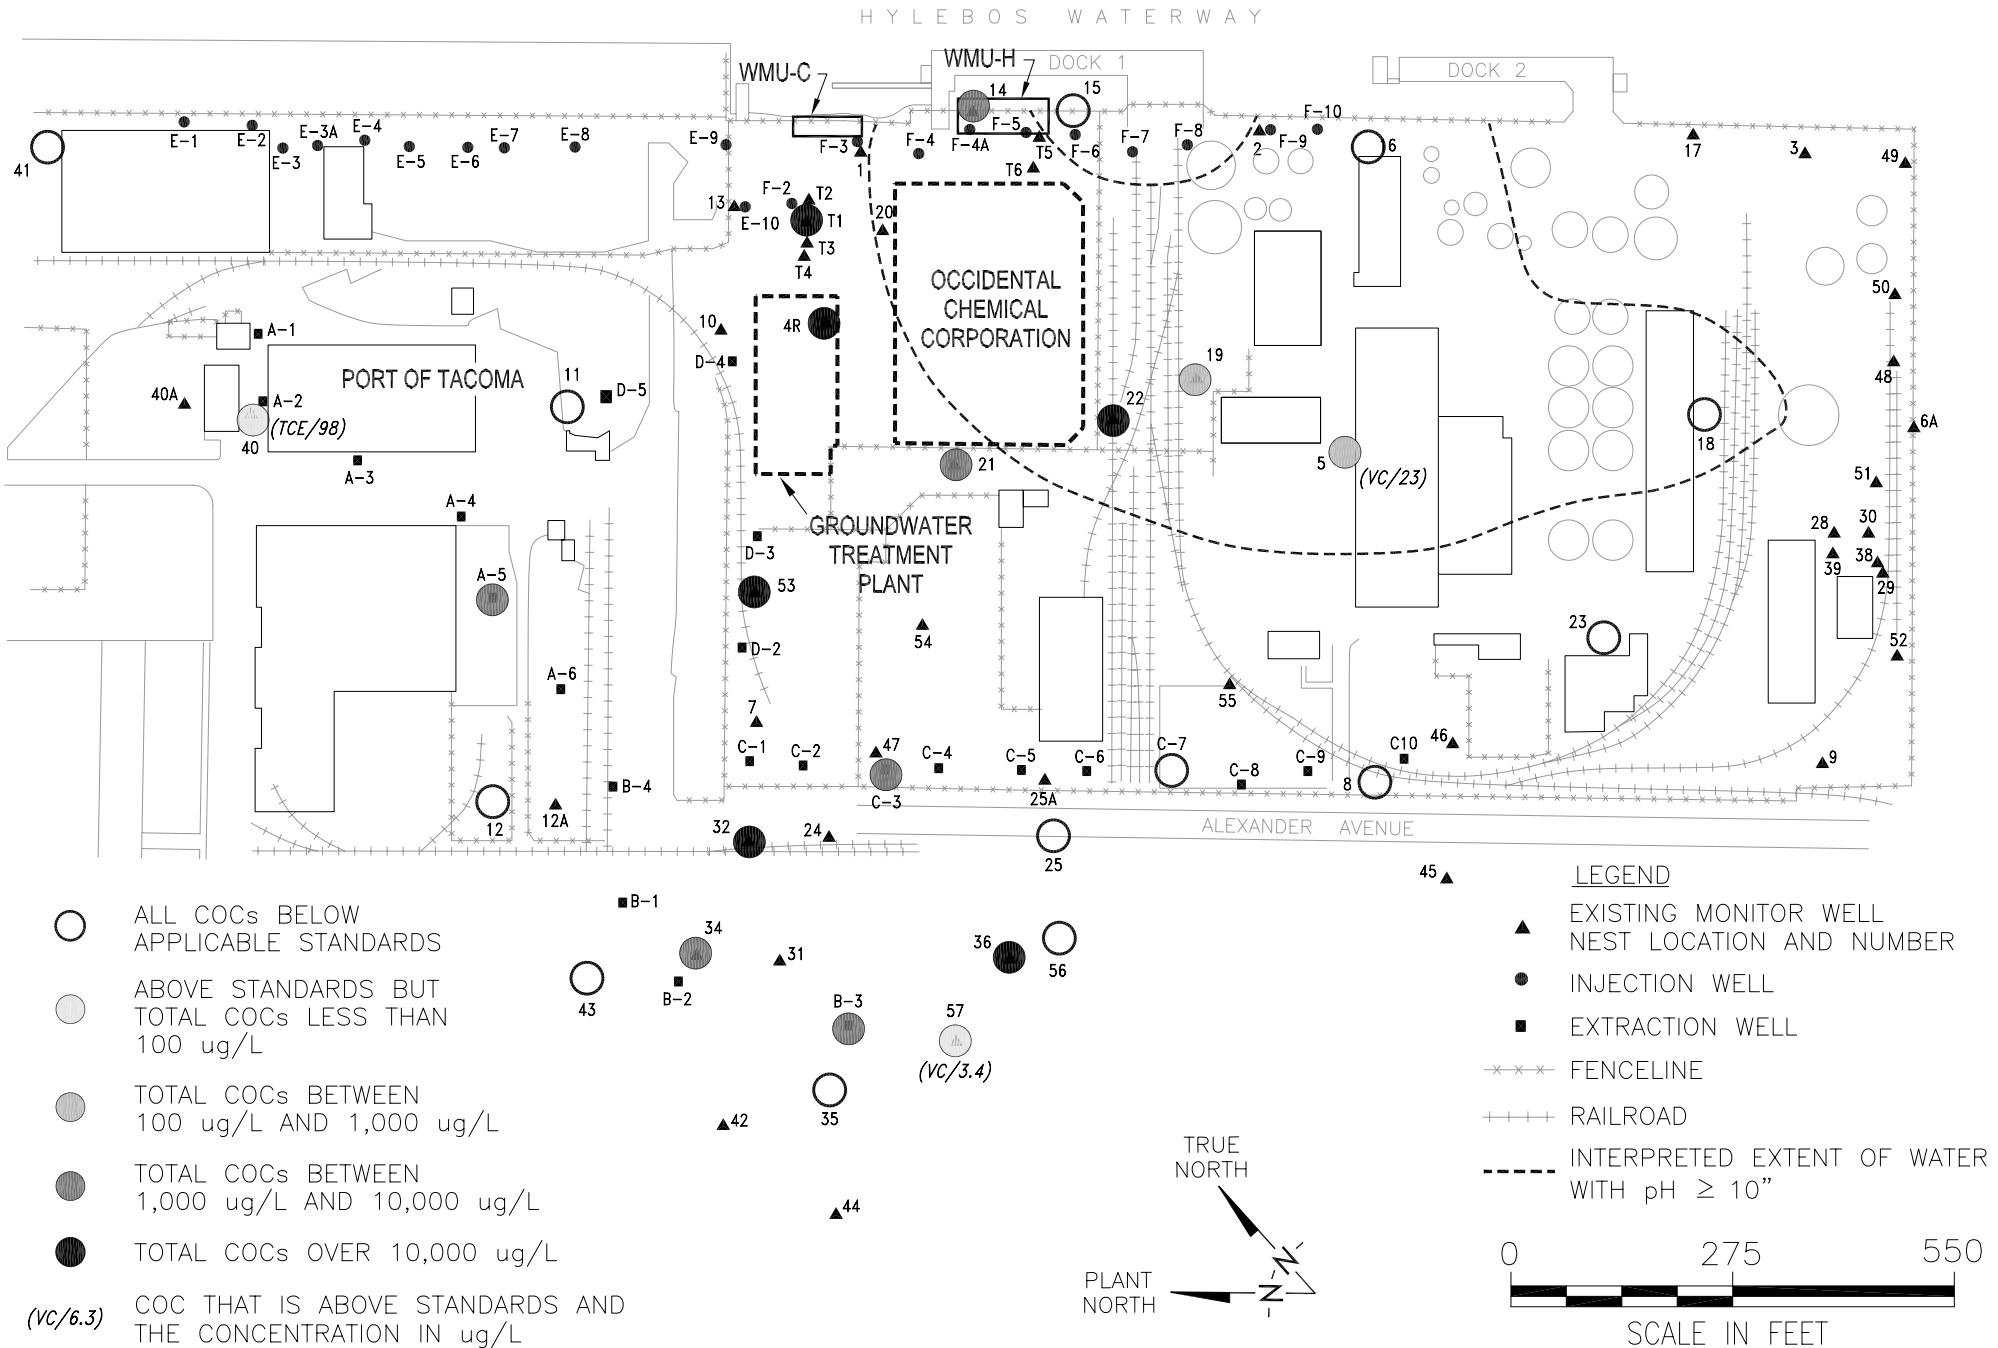 HYLEBOS WATERWAY
WMU-C
WMU-H
DOCK 1
DOCK 2
14
15
41
E-1
E-2
E-3
E-3A
E-4
E-5
E-6
E-7
E-8
E-9
F-3
1
F-4
F-4A
F-5
T5
T6
F-6
F-7
F-8
2
F-9
F-10
6
17
3
49
13
E-10
F-2
T2
T1
T3
T4
20
A-1
10
4R
D-4
OCCIDENTAL
CHEMICAL
CORPORATION
50
48
6A
PORT OF TACOMA
40A
A-2
40
(TCE/98)
11
D-5
19
22
5
(VC/23)
18
A-3
21
51
A-4
28
30
39
38
29
D-3
GROUNDWATER
TREATMENT
PLANT
A-5
53
54
D-2
23
52
A-6
55
7
C-1
C-2
47
C-3
C-4
C-5
25A
C-6
C-7
C-8
C-9
8
C10
46
9
12
12A
B-4
32
24
25
ALEXANDER AVENUE
45
B-1
34
31
36
56
43
B-2
B-3
57
(VC/3.4)
35
42
44
ALL COCs BELOW
APPLICABLE STANDARDS
ABOVE STANDARDS BUT
TOTAL COCs LESS THAN
100 ug/L
TOTAL COCs BETWEEN
100 ug/L AND 1,000 ug/L
TOTAL COCs BETWEEN
1,000 ug/L AND 10,000 ug/L
TOTAL COCs OVER 10,000 ug/L
(VC/6.3)
COC THAT IS ABOVE STANDARDS AND
THE CONCENTRATION IN ug/L
TRUE
NORTH
PLANT
NORTH
N
N
LEGEND
EXISTING MONITOR WELL
NEST LOCATION AND NUMBER
INJECTION WELL
EXTRACTION WELL
FENCELINE
RAILROAD
INTERPRETED EXTENT OF WATER
WITH pH ≥ 10”
0 275 550
SCALE IN FEET